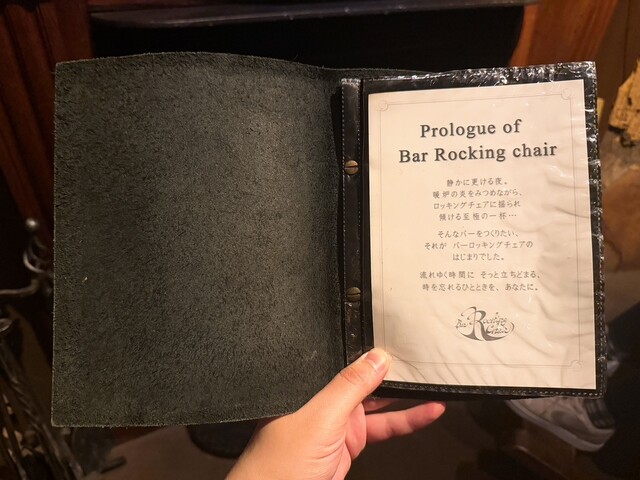 Prologue of
Bar Rocking chair
静かに更ける夜。
暖炉の炎をみつめながら、
ロッキングチェアに揺られ
傾ける至極の一杯…
そんなバーをつくりたい、
それが バーロッキングチェアの
はじまりでした。
流れゆく時間に そっと立ちどまる、
時を忘れるひとときを、あなたに。
Bar Rocking
Chair